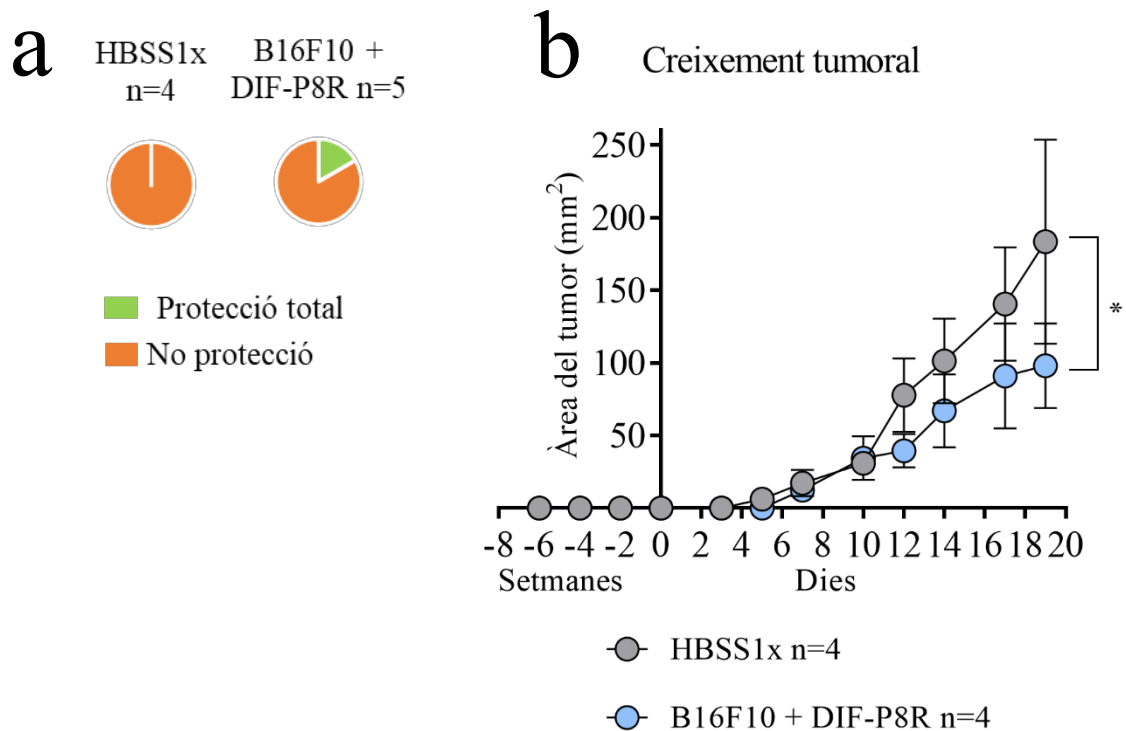 a
HBSS1x
n=4
B16F10 +
DIF-P8R n=5
Protecció total
No protecció
b
Creixement tumoral
Àrea del tumor (mm²)
250
200
150
100
50
-8 -6 -4 -2 0 2 4 6 8 10 12 14 16 18 20
Setmanes Dies
*
HBSS1x n=4
B16F10 + DIF-P8R n=4